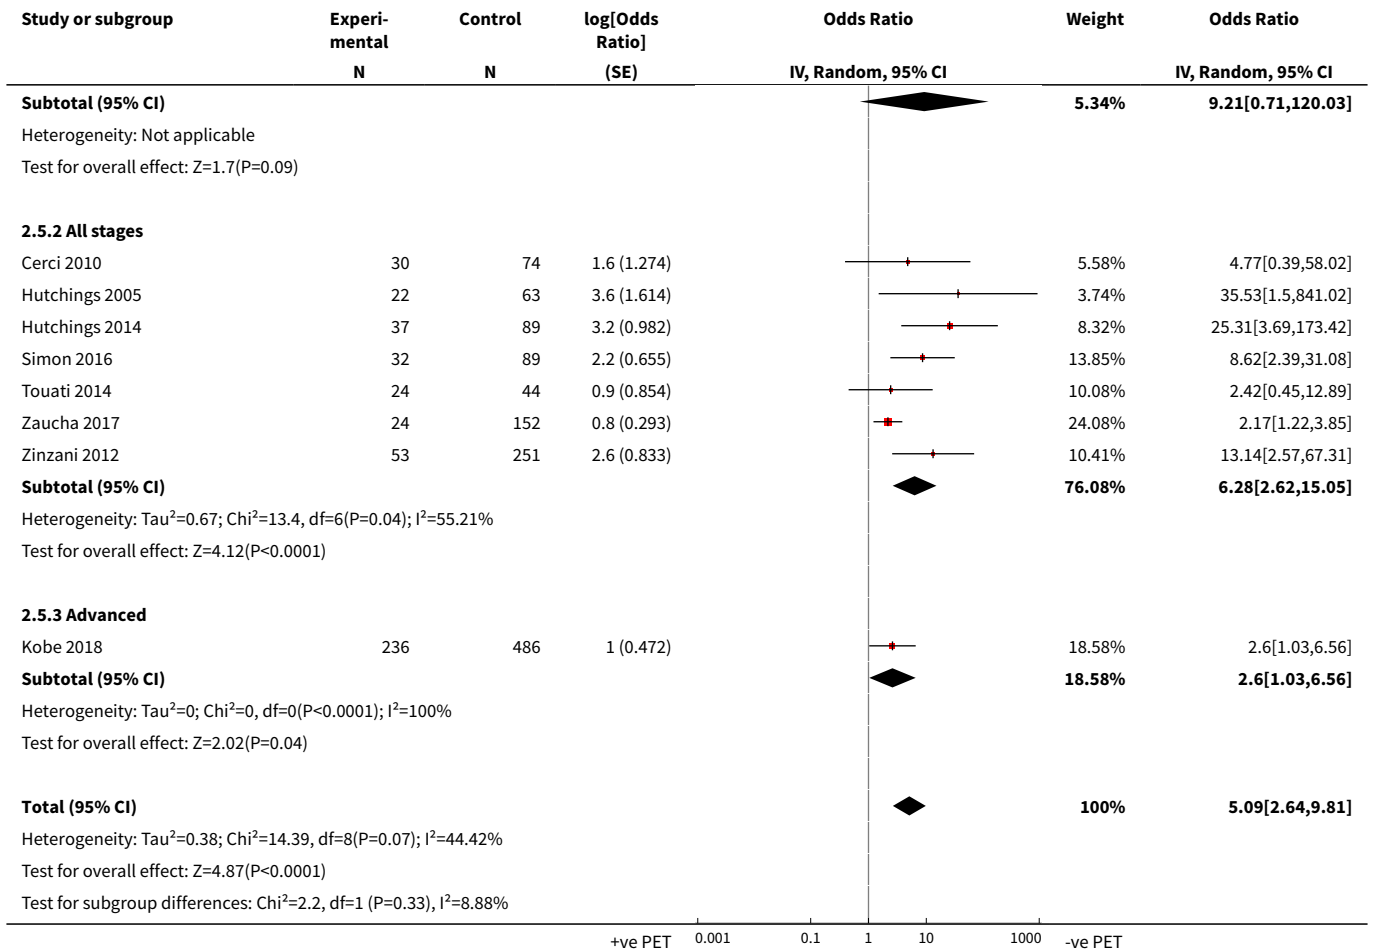 Study or subgroup Experi- Control log[Odds Odds Ratio Weight Odds Ratio
mental Ratio]
N N (SE) IV, Random, 95% CI IV, Random, 95% CI
Subtotal (95% CI) 5.34% 9.21[0.71,120.03]
Heterogeneity: Not applicable
Test for overall effect: Z=1.7(P=0.09)
2.5.2 All stages
Cerci 2010 30 74 1.6 (1.274) 5.58% 4.77[0.39,58.02]
Hutchings 2005 22 63 3.6 (1.614) 3.74% 35.53[1.5,841.02]
Hutchings 2014 37 89 3.2 (0.982) 8.32% 25.31[3.69,173.42]
Simon 2016 32 89 2.2 (0.655) 13.85% 8.62[2.39,31.08]
Touati 2014 24 44 0.9 (0.854) 10.08% 2.42[0.45,12.89]
Zaucha 2017 24 152 0.8 (0.293) 24.08% 2.17[1.22,3.85]
Zinzani 2012 53 251 2.6 (0.833) 10.41% 13.14[2.57,67.31]
Subtotal (95% CI) 76.08% 6.28[2.62,15.05]
Heterogeneity: Tau²=0.67; Chi²=13.4, df=6(P=0.04); I²=55.21%
Test for overall effect: Z=4.12(P<0.0001)
2.5.3 Advanced
Kobe 2018 236 486 1 (0.472) 18.58% 2.6[1.03,6.56]
Subtotal (95% CI) 18.58% 2.6[1.03,6.56]
Heterogeneity: Tau²=0; Chi²=0, df=0(P<0.0001); I²=100%
Test for overall effect: Z=2.02(P=0.04)
Total (95% CI) 100% 5.09[2.64,9.81]
Heterogeneity: Tau²=0.38; Chi²=14.39, df=8(P=0.07); I²=44.42%
Test for overall effect: Z=4.87(P<0.0001)
Test for subgroup differences: Chi²=2.2, df=1 (P=0.33), I²=8.88%
+ve PET 0.001 0.1 1 10 1000 -ve PET